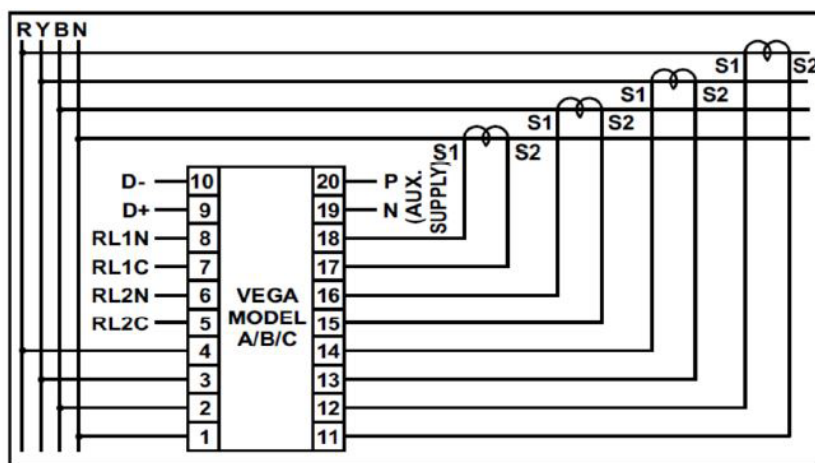 R Y B N
S1 S2
S1 S2
S1 S2
S1 S2
D- 10 20 P
D+ 9 19 N
(AUX.
SUPPLY)
RL1N 8 18
RL1C 7 17
RL2N 6 16
RL2C 5 15
4 14
3 13
2 12
1 11
VEGA
MODEL
A/B/C